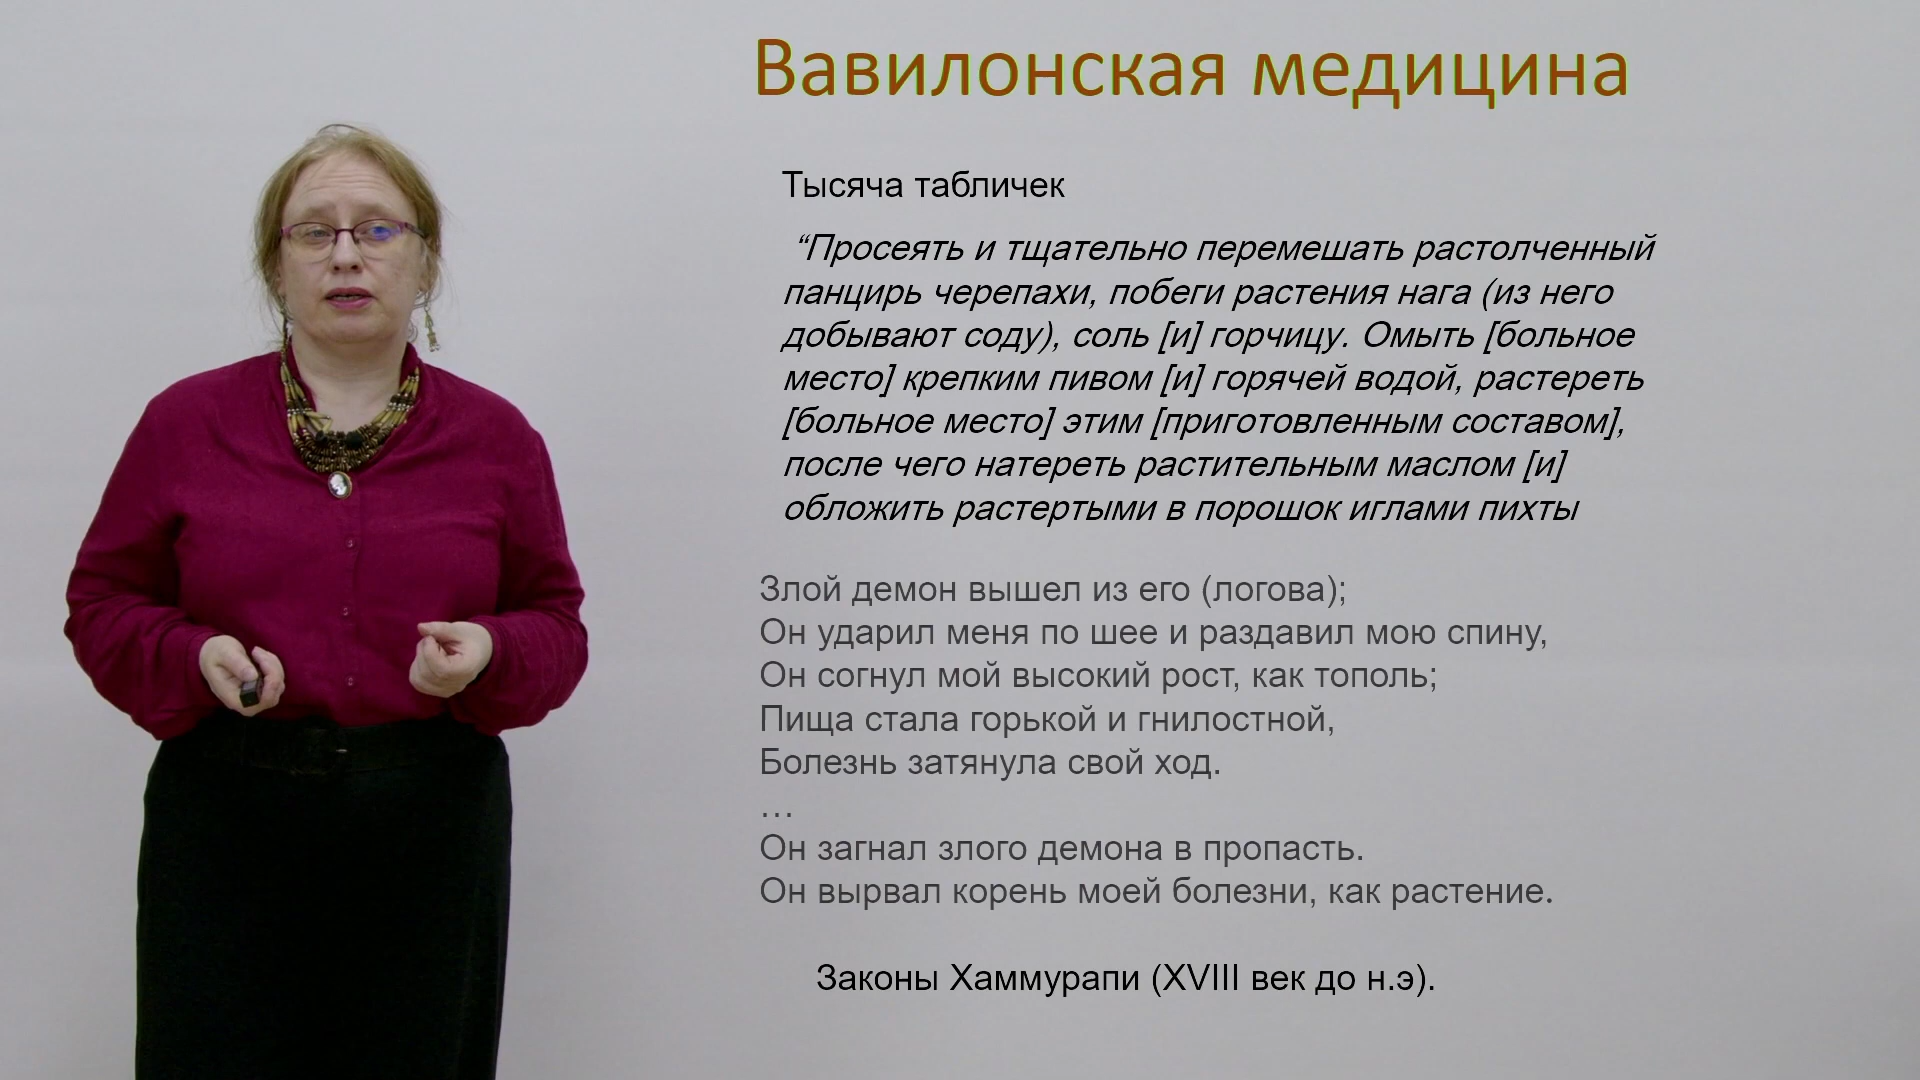 Вавилонская медицина
Тысяча табличек
“Просеять и тщательно перемешать растолченный
панцирь черепахи, побеги растения нага (из него
добывают соду), соль [и] горчицу. Омыть [больное
место] крепким пивом [и] горячей водой, растереть
[больное место] этим [приготовленным составом],
после чего натереть растительным маслом [и]
обложить растертыми в порошок иглами пихты
Злой демон вышел из его (логова);
Он ударил меня по шее и раздавил мою спину,
Он согнул мой высокий рост, как тополь;
Пища стала горькой и гнилостной,
Болезнь затянула свой ход.
…
Он загнал злого демона в пропасть.
Он вырвал корень моей болезни, как растение.
Законы Хаммурапи (XVIII век до н.э).